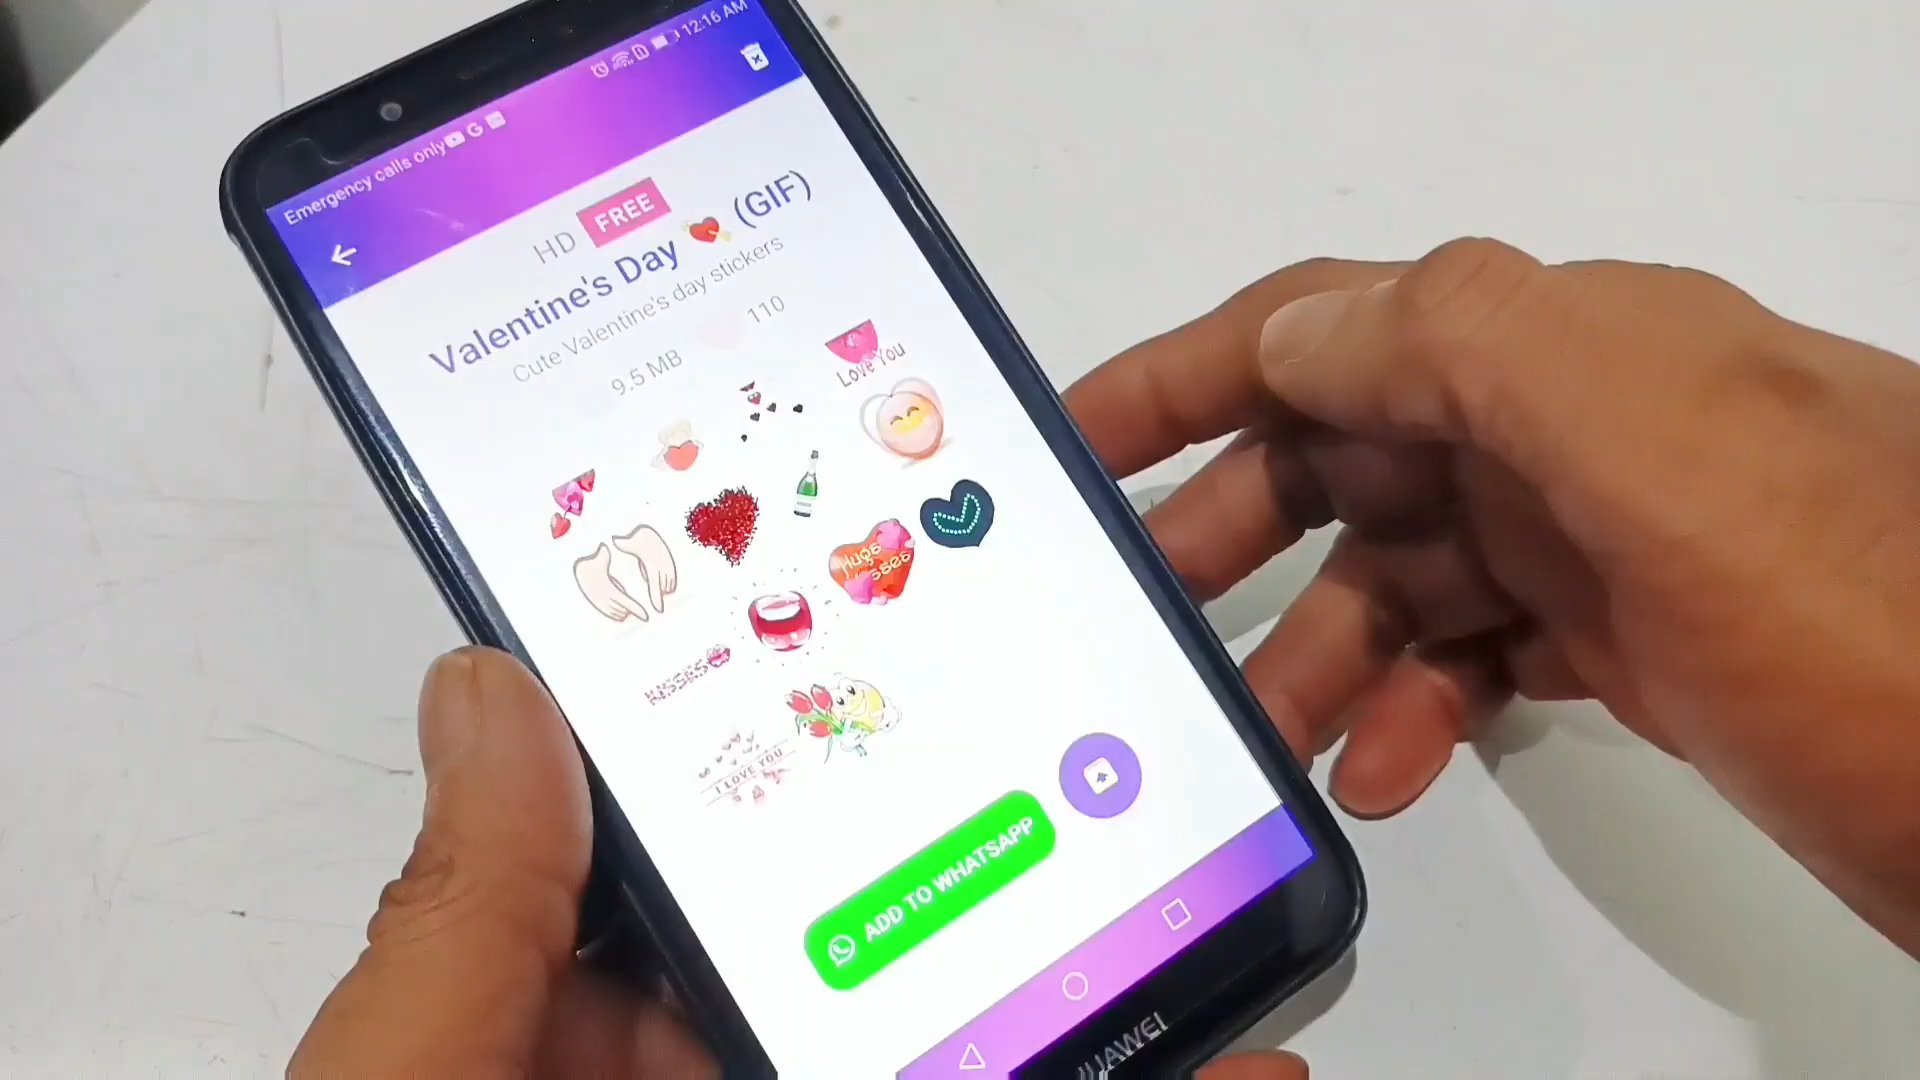 Emergency calls only
12:16 AM
HD FREE
Valentine's Day 💘 (GIF)
Cute Valentine's day stickers
9.5 MB 110
Love You
Hugs
Kisses
KISSES
I LOVE YOU
ADD TO WHATSAPP
HUAWEI